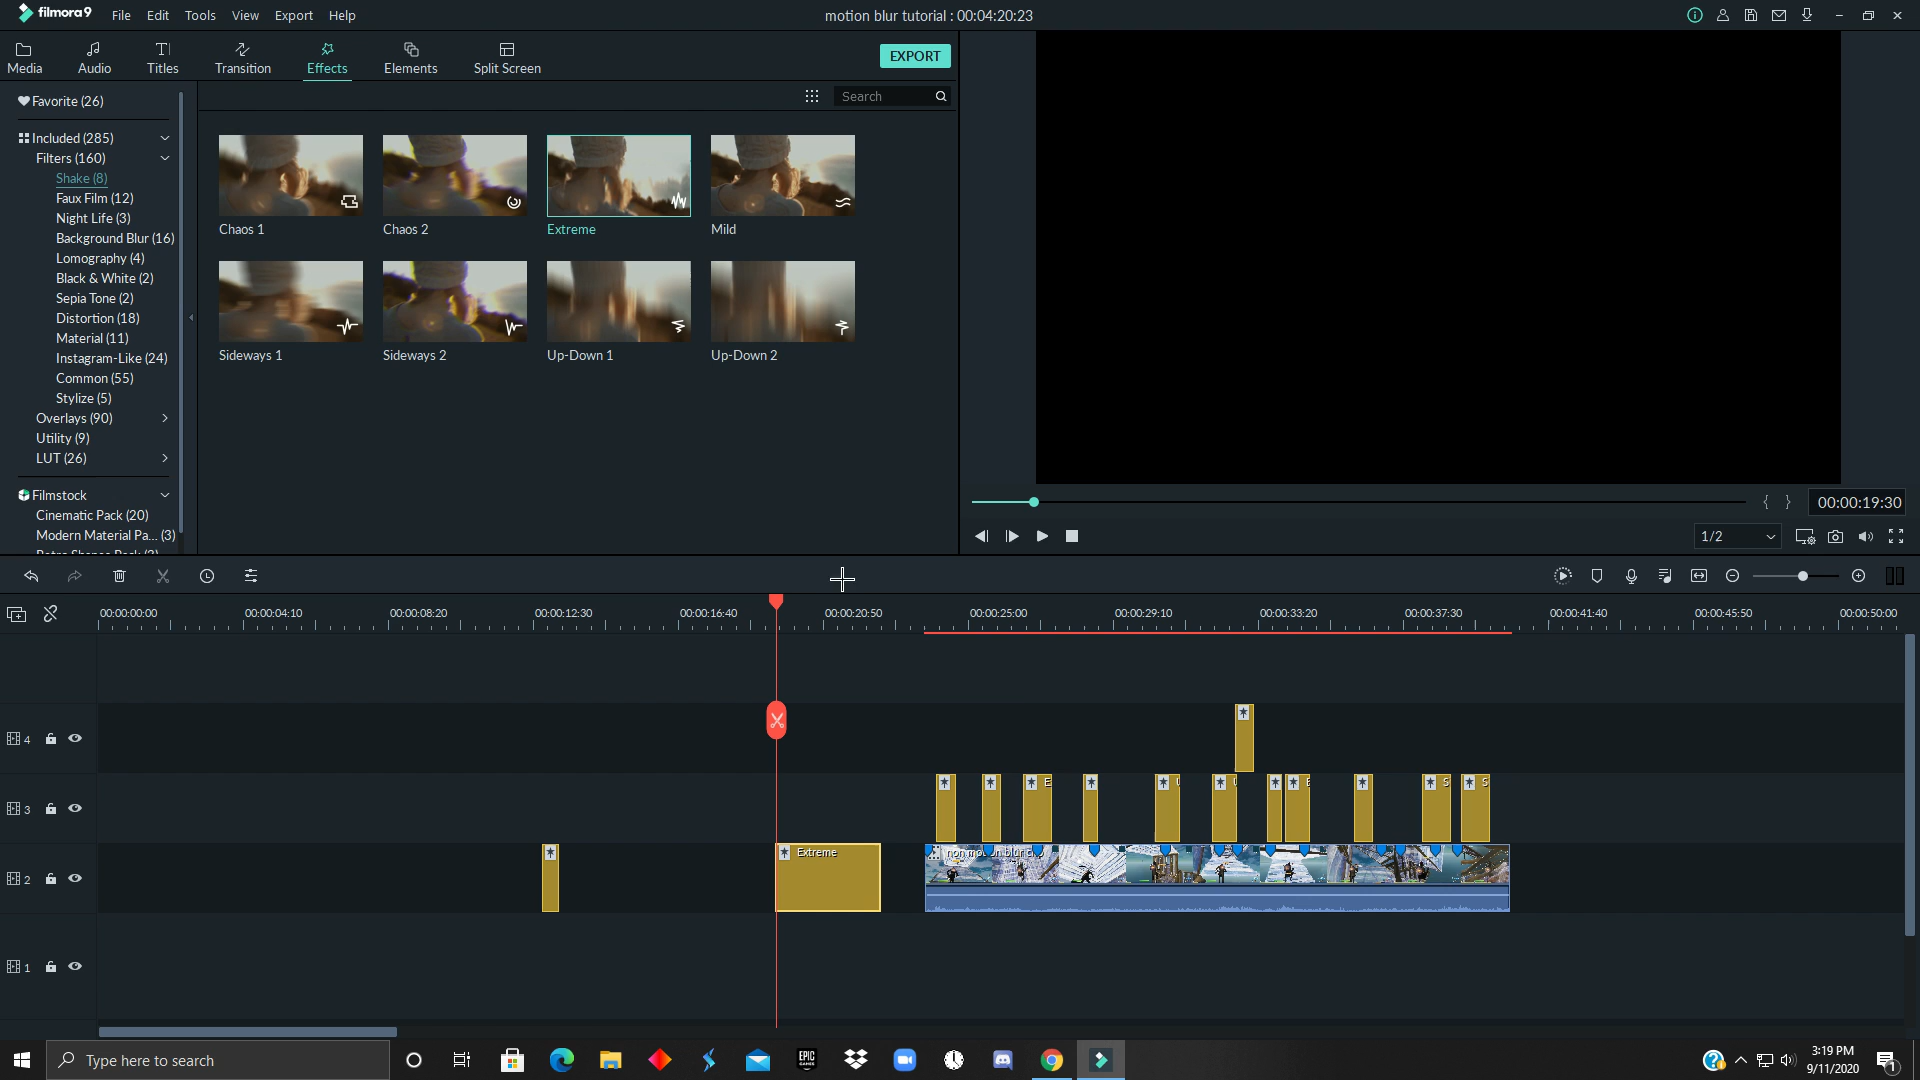 filmora9 File Edit Tools View Export Help motion blur tutorial : 00:04:20:23
Media Audio Titles Transition Effects Elements Split Screen EXPORT
Search
Favorite (26)
Included (285)
Filters (160)
Shake (8)
Faux Film (12)
Night Life (3)
Background Blur (16)
Lomography (4)
Black & White (2)
Sepia Tone (2)
Distortion (18)
Material (11)
Instagram-Like (24)
Common (55)
Stylize (5)
Overlays (90)
Utility (9)
LUT (26)
Filmstock
Cinematic Pack (20)
Modern Material Pa... (3)
Chaos 1 Chaos 2 Extreme Mild
Sideways 1 Sideways 2 Up-Down 1 Up-Down 2
{ } 00:00:19:30
1/2
00:00:00:00 00:00:04:10 00:00:08:20 00:00:12:30 00:00:16:40 00:00:20:50 00:00:25:00 00:00:29:10 00:00:33:20 00:00:37:30 00:00:41:40 00:00:45:50 00:00:50:00
4
3 E S S
2 Extreme
1
Type here to search
EPIC GAMES
3:19 PM
9/11/2020
1